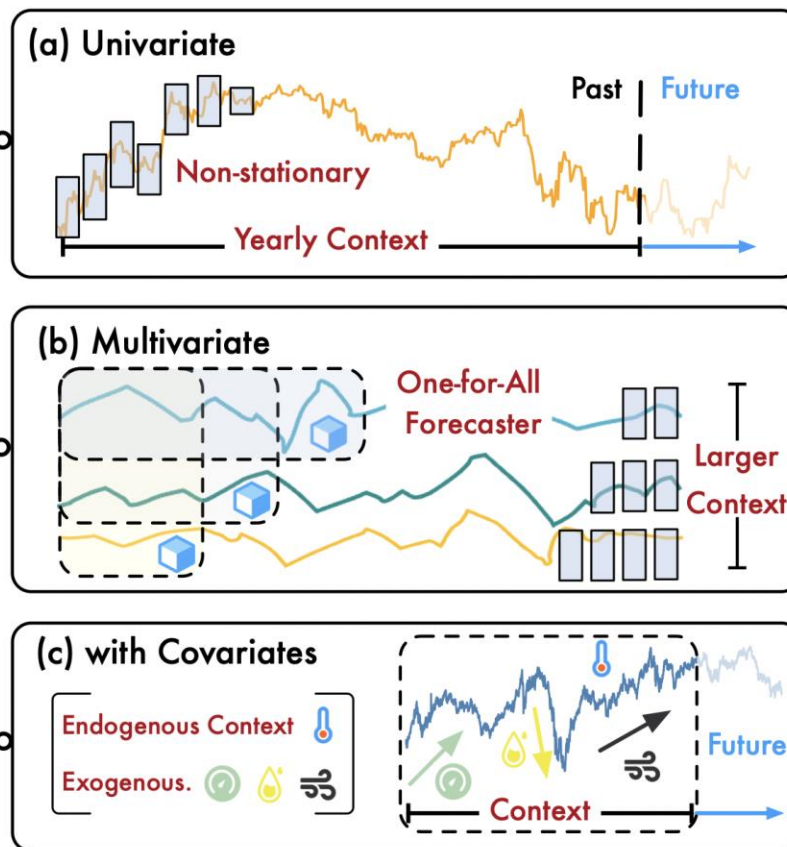 (a) Univariate
Past
Future
Non-stationary
Yearly Context
(b) Multivariate
One-for-All
Forecaster
Larger
Context
(c) with Covariates
Endogenous Context
Exogenous.
Future
Context